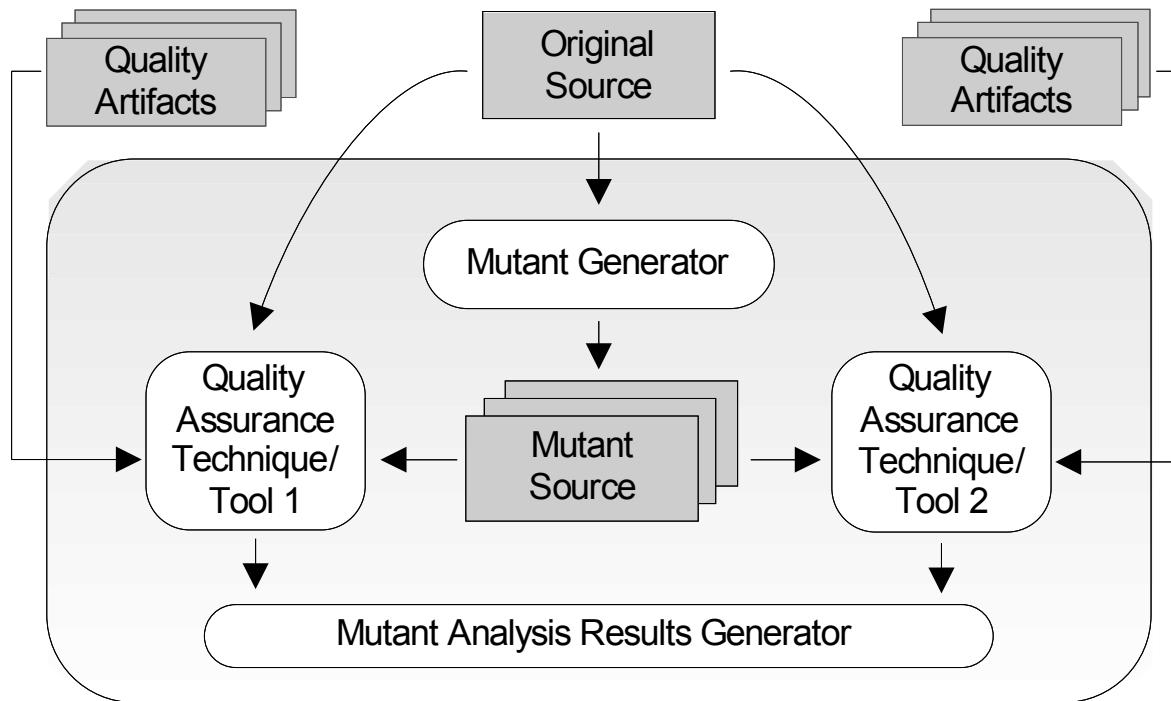 Quality
Artifacts
Original
Source
Quality
Artifacts
Mutant Generator
Quality
Assurance
Technique/
Tool 1
Mutant
Source
Quality
Assurance
Technique/
Tool 2
Mutant Analysis Results Generator